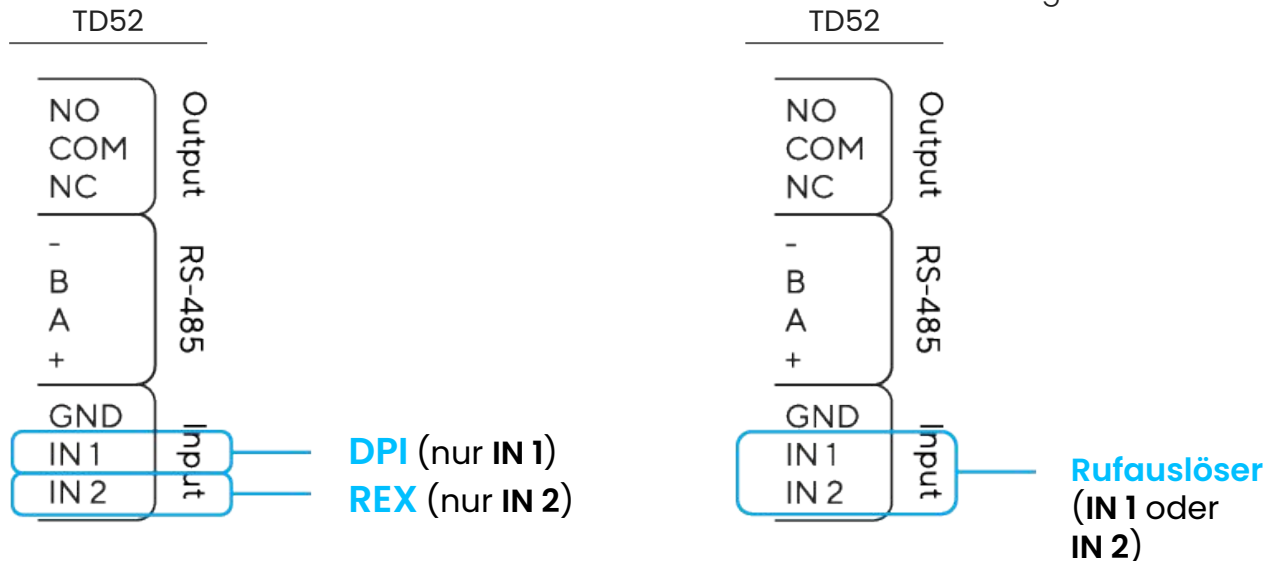 TD52
NO
COM
NC
Output
-
B
A
+
RS-485
GND
IN 1
IN 2
Input
DPI (nur IN 1)
REX (nur IN 2)
TD52
NO
COM
NC
Output
-
B
A
+
RS-485
GND
IN 1
IN 2
Input
Rufauslöser
(IN 1 oder
IN 2)